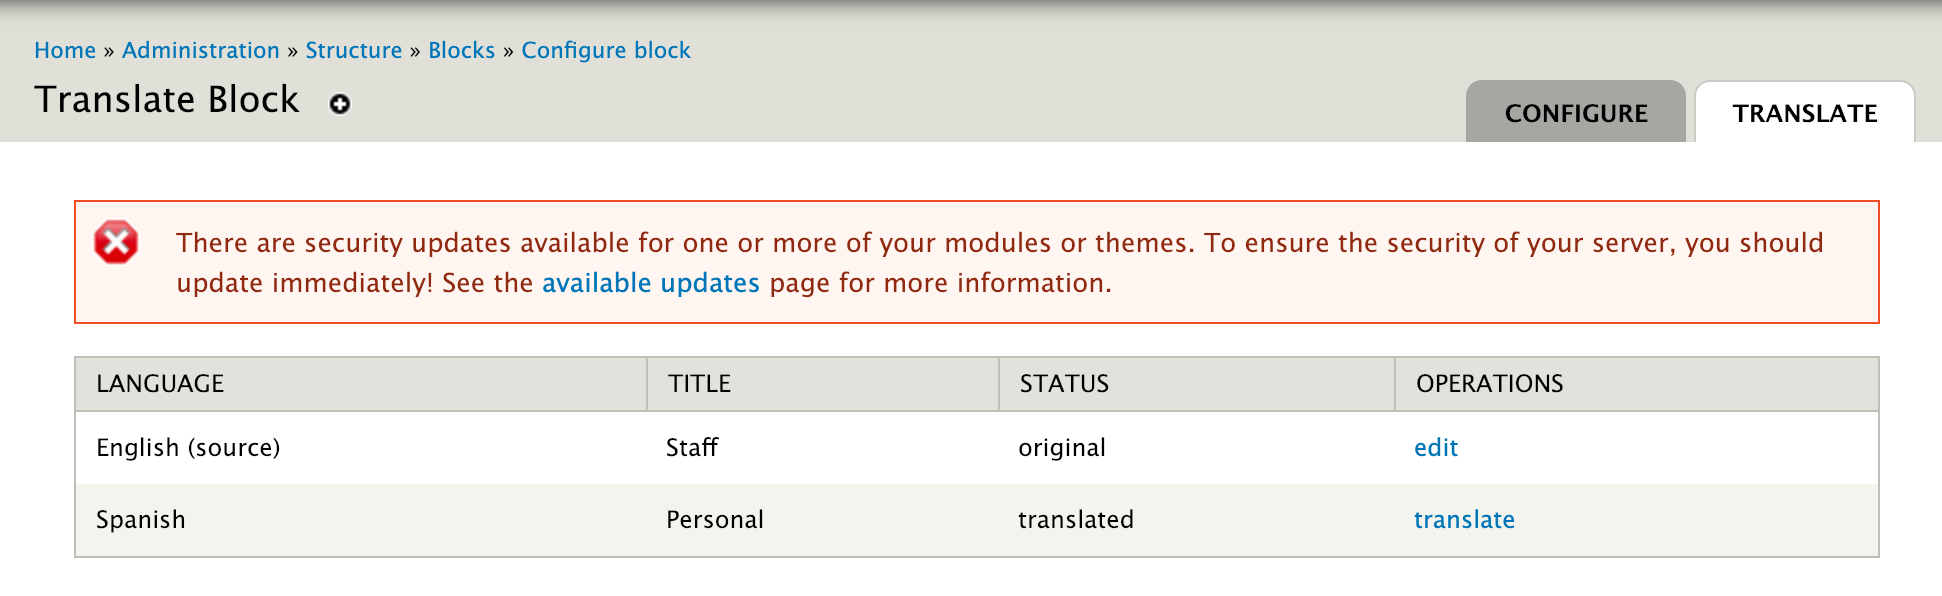 Home » Administration » Structure » Blocks » Configure block
Translate Block
CONFIGURE
TRANSLATE
There are security updates available for one or more of your modules or themes. To ensure the security of your server, you should
update immediately! See the available updates page for more information.
LANGUAGE TITLE STATUS OPERATIONS
English (source) Staff original edit
Spanish Personal translated translate